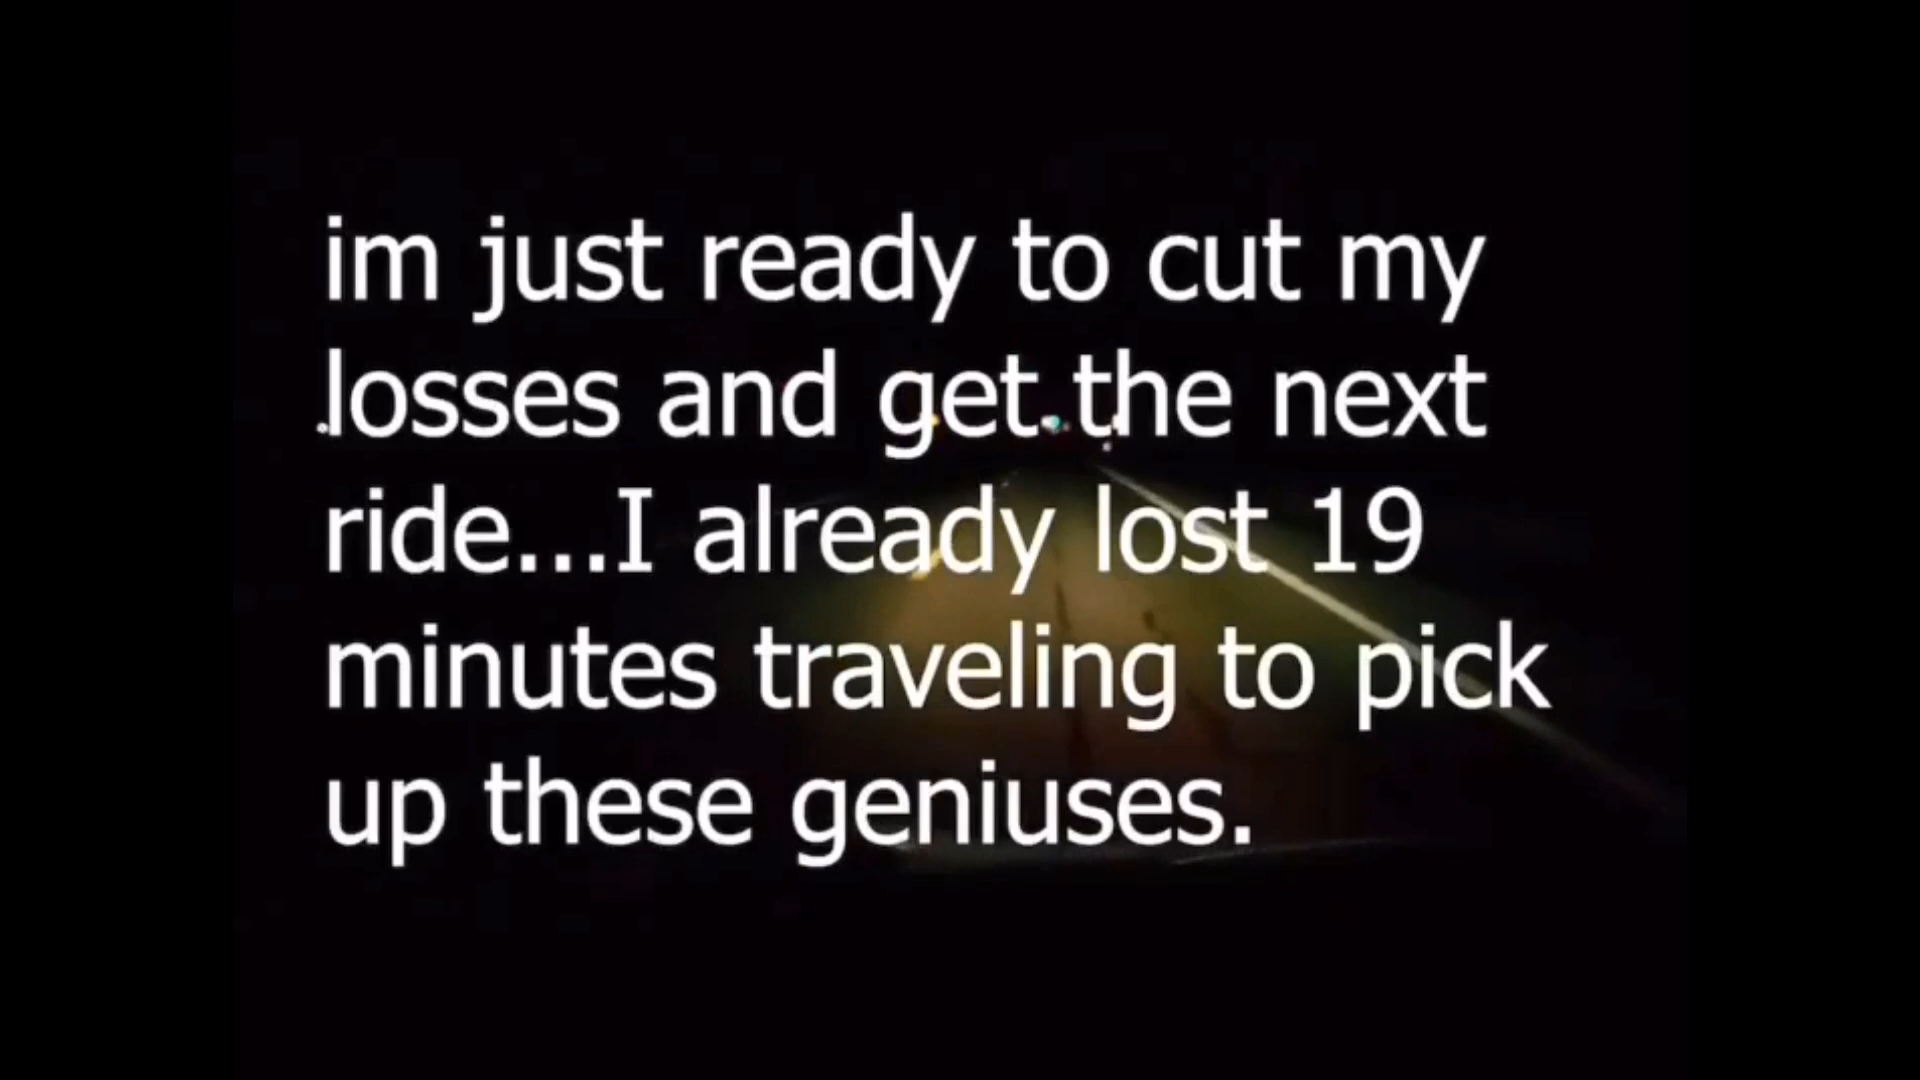 im just ready to cut my
losses and get the next
ride...I already lost 19
minutes traveling to pick
up these geniuses.